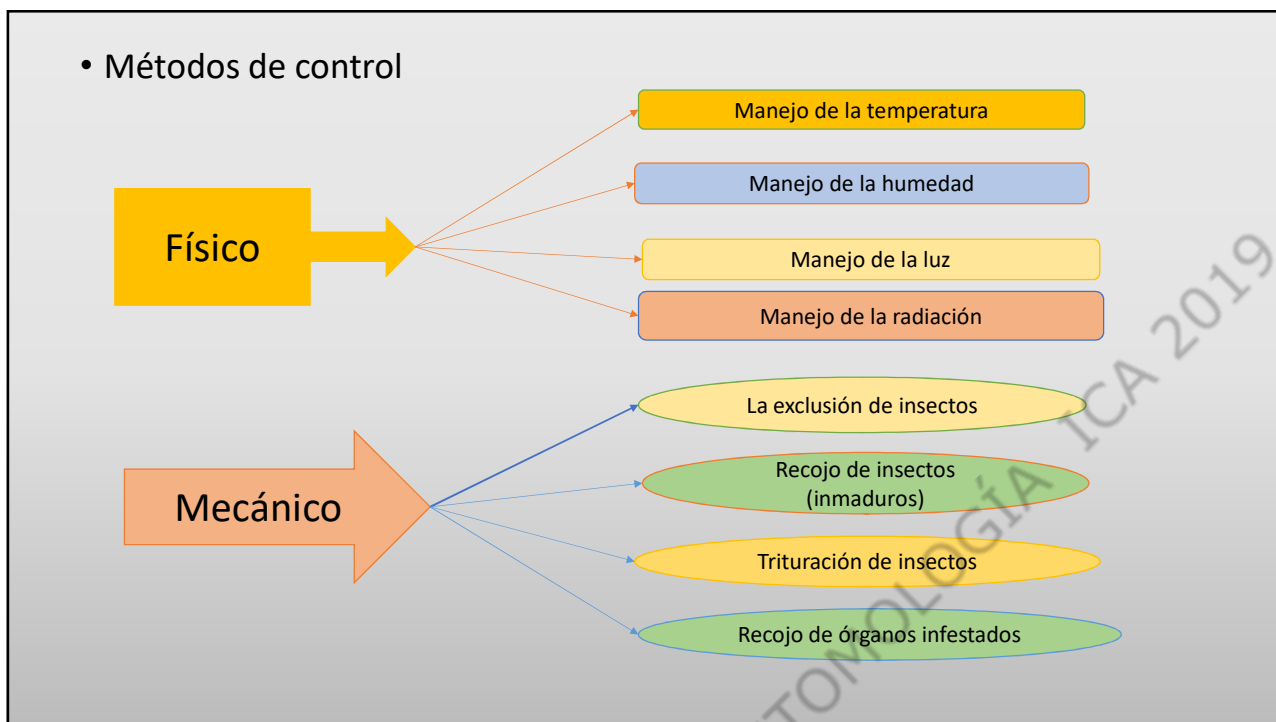 • Métodos de control
Físico
Manejo de la temperatura
Manejo de la humedad
Manejo de la luz
Manejo de la radiación
Mecánico
La exclusión de insectos
Recojo de insectos
(inmaduros)
Trituración de insectos
Recojo de órganos infestados
TOMOLOGÍA ICA 2019